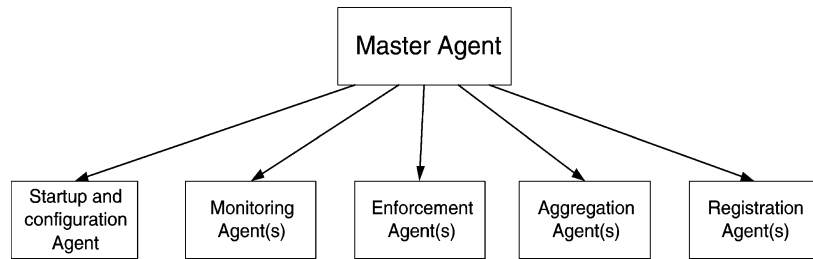 Master Agent
Startup and
configuration
Agent
Monitoring
Agent(s)
Enforcement
Agent(s)
Aggregation
Agent(s)
Registration
Agent(s)